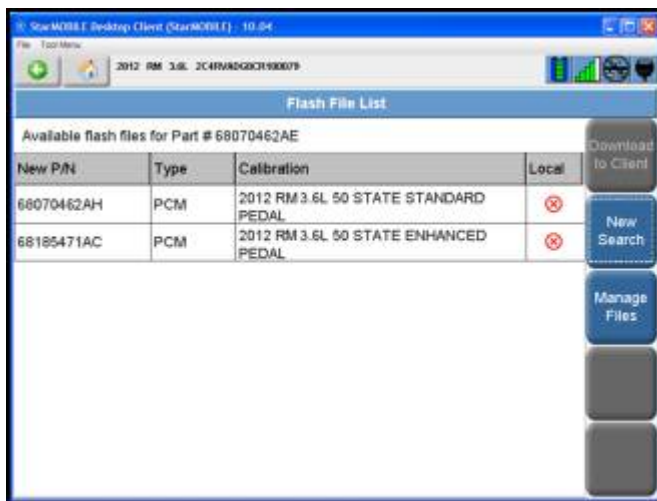 StarMOBILE Desktop Client (StarMOBILE) - 10.04
File Tool Menu
2012 RM 3.6L
Flash File List
Available flash files for Part # 68070462AE
New P/N Type Calibration Local
68070462AH PCM 2012 RM 3.6L 50 STATE STANDARD
PEDAL
68185471AC PCM 2012 RM 3.6L 50 STATE ENHANCED
PEDAL
Download
to Client
New
Search
Manage
Files